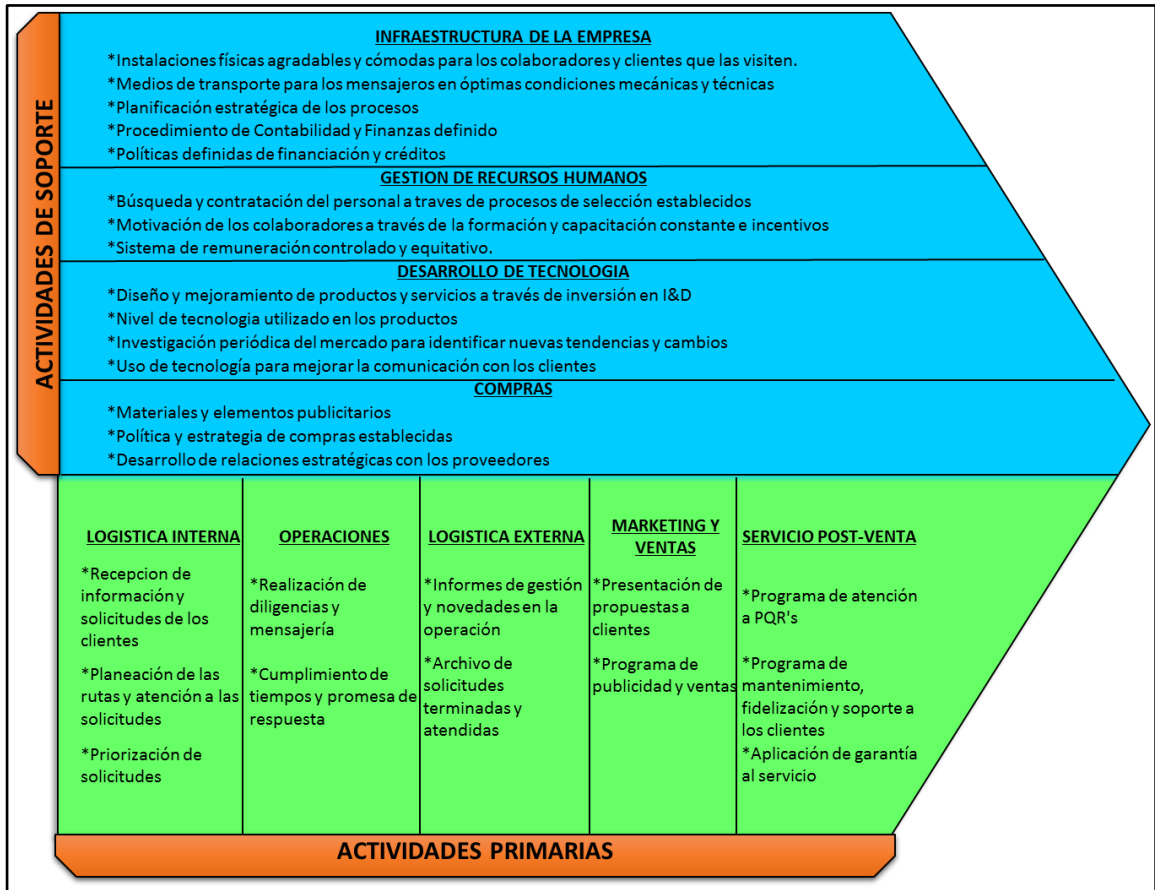 ACTIVIDADES DE SOPORTE
INFRAESTRUCTURA DE LA EMPRESA
*Instalaciones físicas agradables y cómodas para los colaboradores y clientes que las visiten.
*Medios de transporte para los mensajeros en óptimas condiciones mecánicas y técnicas
*Planificación estratégica de los procesos
*Procedimiento de Contabilidad y Finanzas definido
*Políticas definidas de financiación y créditos
GESTION DE RECURSOS HUMANOS
*Búsqueda y contratación del personal a traves de procesos de selección establecidos
*Motivación de los colaboradores a través de la formación y capacitación constante e incentivos
*Sistema de remuneración controlado y equitativo.
DESARROLLO DE TECNOLOGIA
*Diseño y mejoramiento de productos y servicios a través de inversión en I&D
*Nivel de tecnologia utilizado en los productos
*Investigación periódica del mercado para identificar nuevas tendencias y cambios
*Uso de tecnología para mejorar la comunicación con los clientes
COMPRAS
*Materiales y elementos publicitarios
*Política y estrategia de compras establecidas
*Desarrollo de relaciones estratégicas con los proveedores
LOGISTICA INTERNA
*Recepcion de
información y
solicitudes de los
clientes
*Planeación de las
rutas y atención a las
solicitudes
*Priorización de
solicitudes
OPERACIONES
*Realización de
diligencias y
mensajería
*Cumplimiento de
tiempos y promesa de
respuesta
LOGISTICA EXTERNA
*Informes de gestión
y novedades en la
operación
*Archivo de
solicitudes
terminadas y
atendidas
MARKETING Y
VENTAS
*Presentación de
propuestas a
clientes
*Programa de
publicidad y ventas
SERVICIO POST-VENTA
*Programa de atención
a PQR's
*Programa de
mantenimiento,
fidelización y soporte a
los clientes
*Aplicación de garantía
al servicio
ACTIVIDADES PRIMARIAS